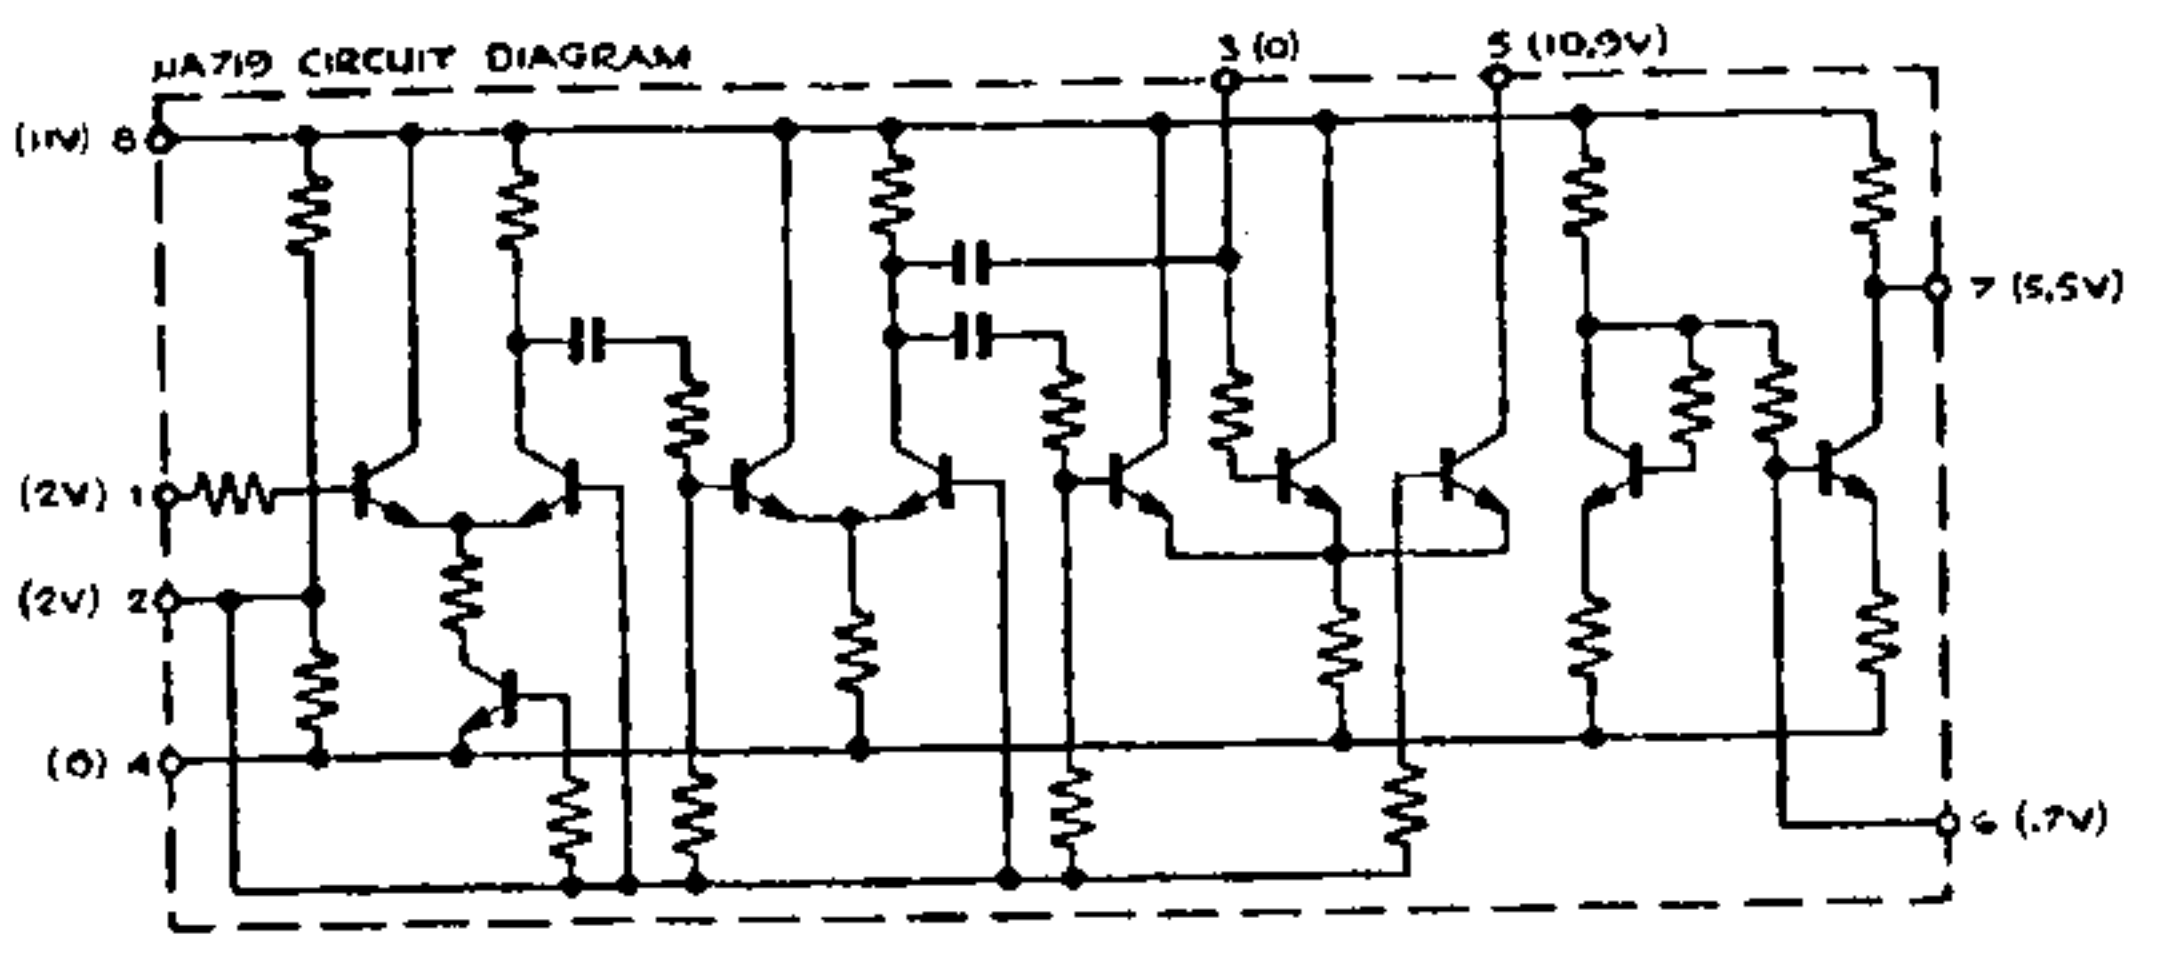 µA719 CIRCUIT DIAGRAM
3 (0)
5 (10.9V)
(11V) 8
7 (5.5V)
(2V) 1
(2V) 2
(0) 4
6 (.7V)